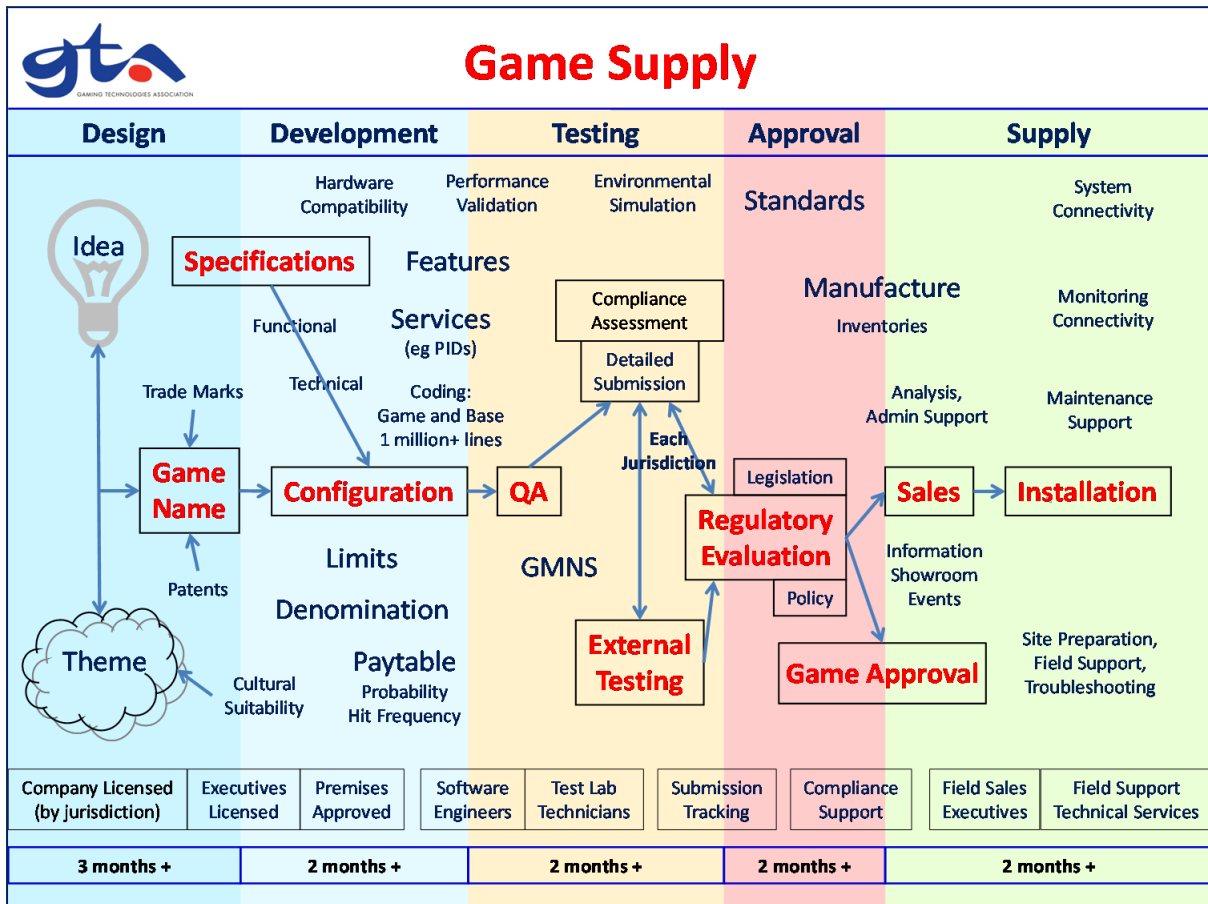 gta
GAMING TECHNOLOGIES ASSOCIATION
Game Supply
Design
Development
Testing
Approval
Supply
Hardware
Compatibility
Performance
Validation
Environmental
Simulation
Standards
System
Connectivity
Idea
Specifications
Features
Compliance
Assessment
Manufacture
Inventories
Monitoring
Connectivity
Functional
Services
(eg PIDs)
Detailed
Submission
Technical
Trade Marks
Coding:
Game and Base
1 million+ lines
Analysis,
Admin Support
Maintenance
Support
Each
Jurisdiction
Game
Name
Configuration
QA
Legislation
Regulatory
Evaluation
Policy
Sales
Installation
Patents
Limits
GMNS
Information
Showroom
Events
Denomination
Theme
Cultural
Suitability
Paytable
Probability
Hit Frequency
External
Testing
Game Approval
Site Preparation,
Field Support,
Troubleshooting
Company Licensed
(by jurisdiction)
Executives
Licensed
Premises
Approved
Software
Engineers
Test Lab
Technicians
Submission
Tracking
Compliance
Support
Field Sales
Executives
Field Support
Technical Services
3 months +
2 months +
2 months +
2 months +
2 months +